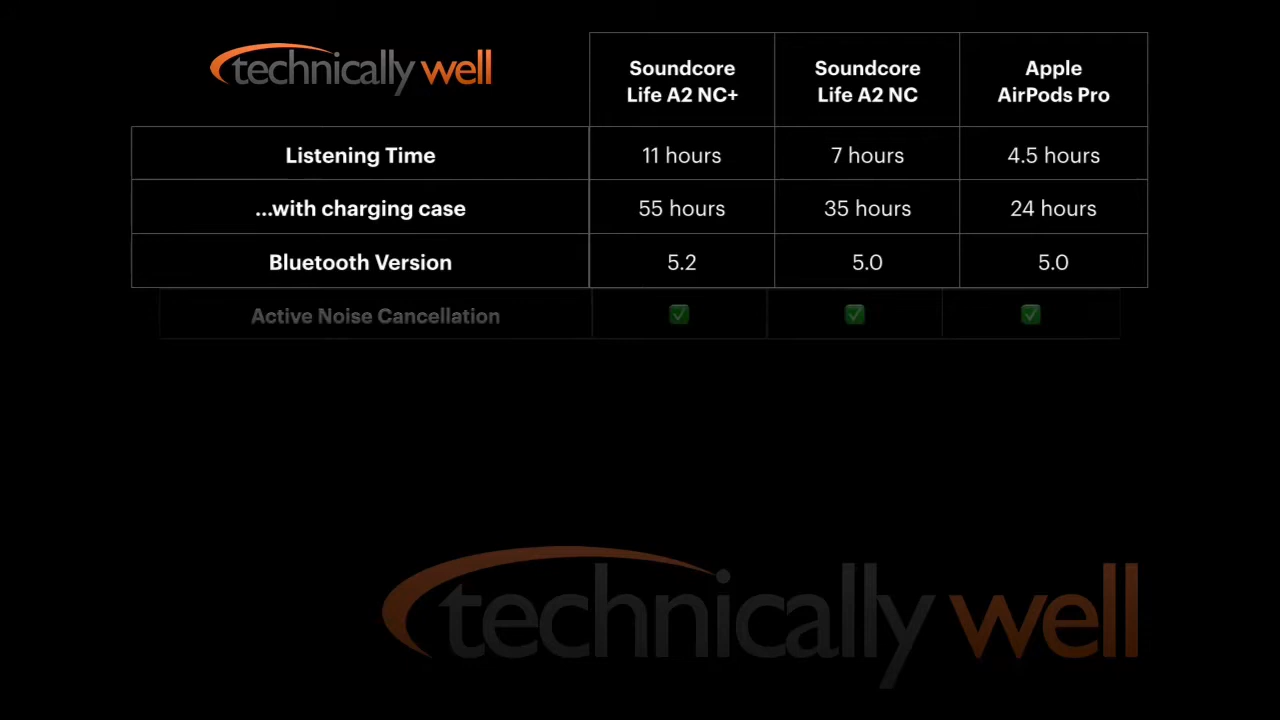 technically well
Soundcore Life A2 NC+
Soundcore Life A2 NC
Apple AirPods Pro
Listening Time 11 hours 7 hours 4.5 hours
...with charging case 55 hours 35 hours 24 hours
Bluetooth Version 5.2 5.0 5.0
Active Noise Cancellation ✅ ✅ ✅
technically well